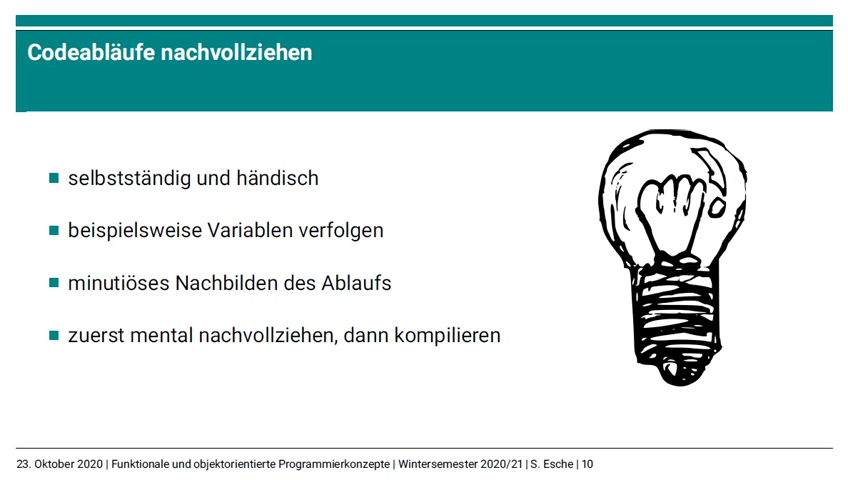 Codeabläufe nachvollziehen
selbstständig und händisch
beispielsweise Variablen verfolgen
minutiöses Nachbilden des Ablaufs
zuerst mental nachvollziehen, dann kompilieren
23. Oktober 2020 | Funktionale und objektorientierte Programmierkonzepte | Wintersemester 2020/21 | S. Esche | 10